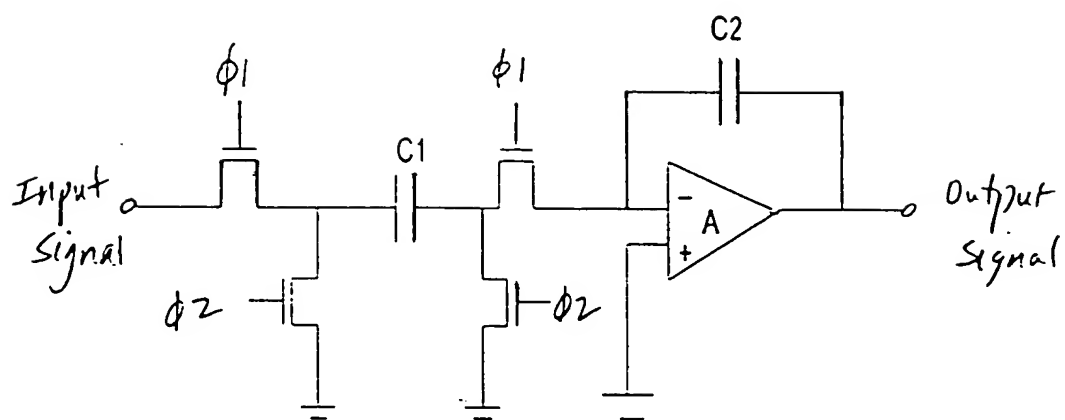 C2
ϕ1
ϕ1
C1
Input
Signal
-
A
+
Output
Signal
ϕ2
ϕ2